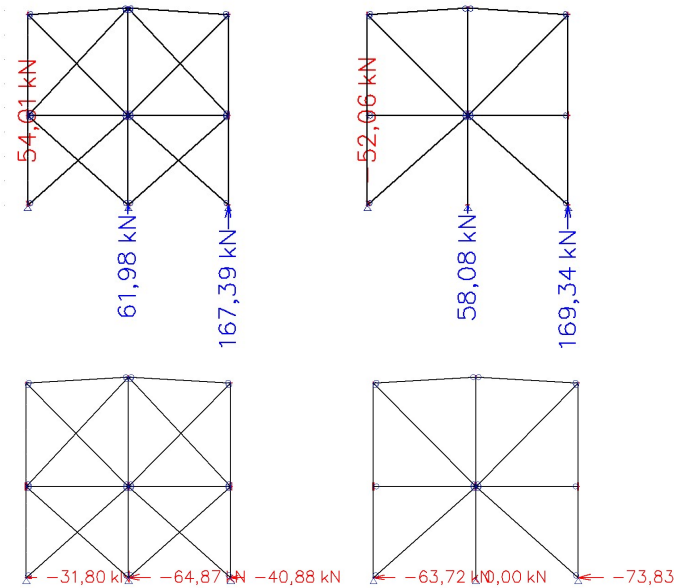 54,01 kN
61,98 kN
167,39 kN
-52,06 kN
58,08 kN
169,34 kN
-31,80 kN
-64,87 kN
-40,88 kN
-63,72 kN
0,00 kN
-73,83